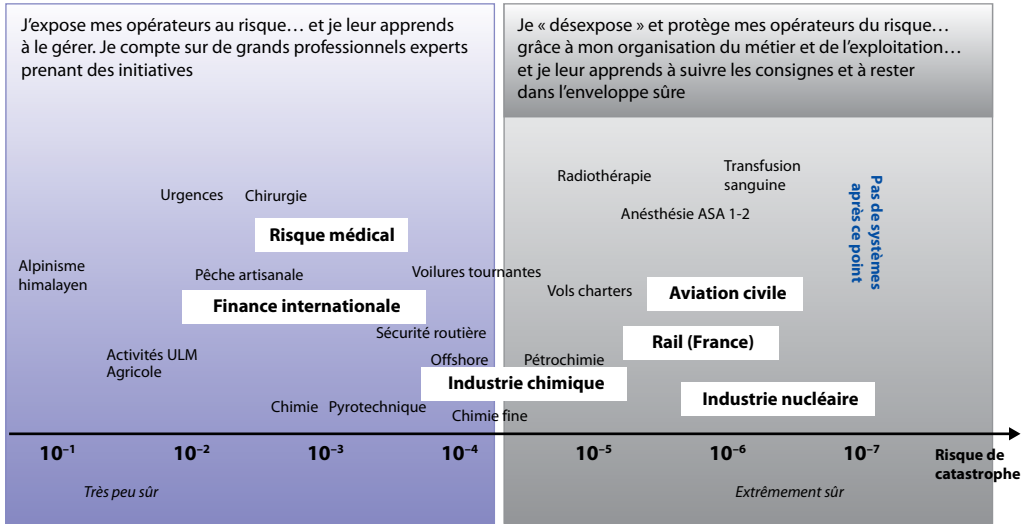 J'expose mes opérateurs au risque… et je leur apprends
à le gérer. Je compte sur de grands professionnels experts
prenant des initiatives
Je « désexpose » et protège mes opérateurs du risque…
grâce à mon organisation du métier et de l'exploitation…
et je leur apprends à suivre les consignes et à rester
dans l'enveloppe sûre
Urgences
Chirurgie
Risque médical
Alpinisme
himalayen
Pêche artisanale
Voilures tournantes
Finance internationale
Sécurité routière
Activités ULM
Agricole
Offshore
Pétrochimie
Industrie chimique
Chimie
Pyrotechnique
Chimie fine
Radiothérapie
Transfusion
sanguine
Anésthésie ASA 1-2
Pas de systèmes
après ce point
Vols charters
Aviation civile
Rail (France)
Industrie nucléaire
10⁻¹ 10⁻² 10⁻³ 10⁻⁴ 10⁻⁵ 10⁻⁶ 10⁻⁷
Risque de
catastrophe
Très peu sûr
Extrêmement sûr